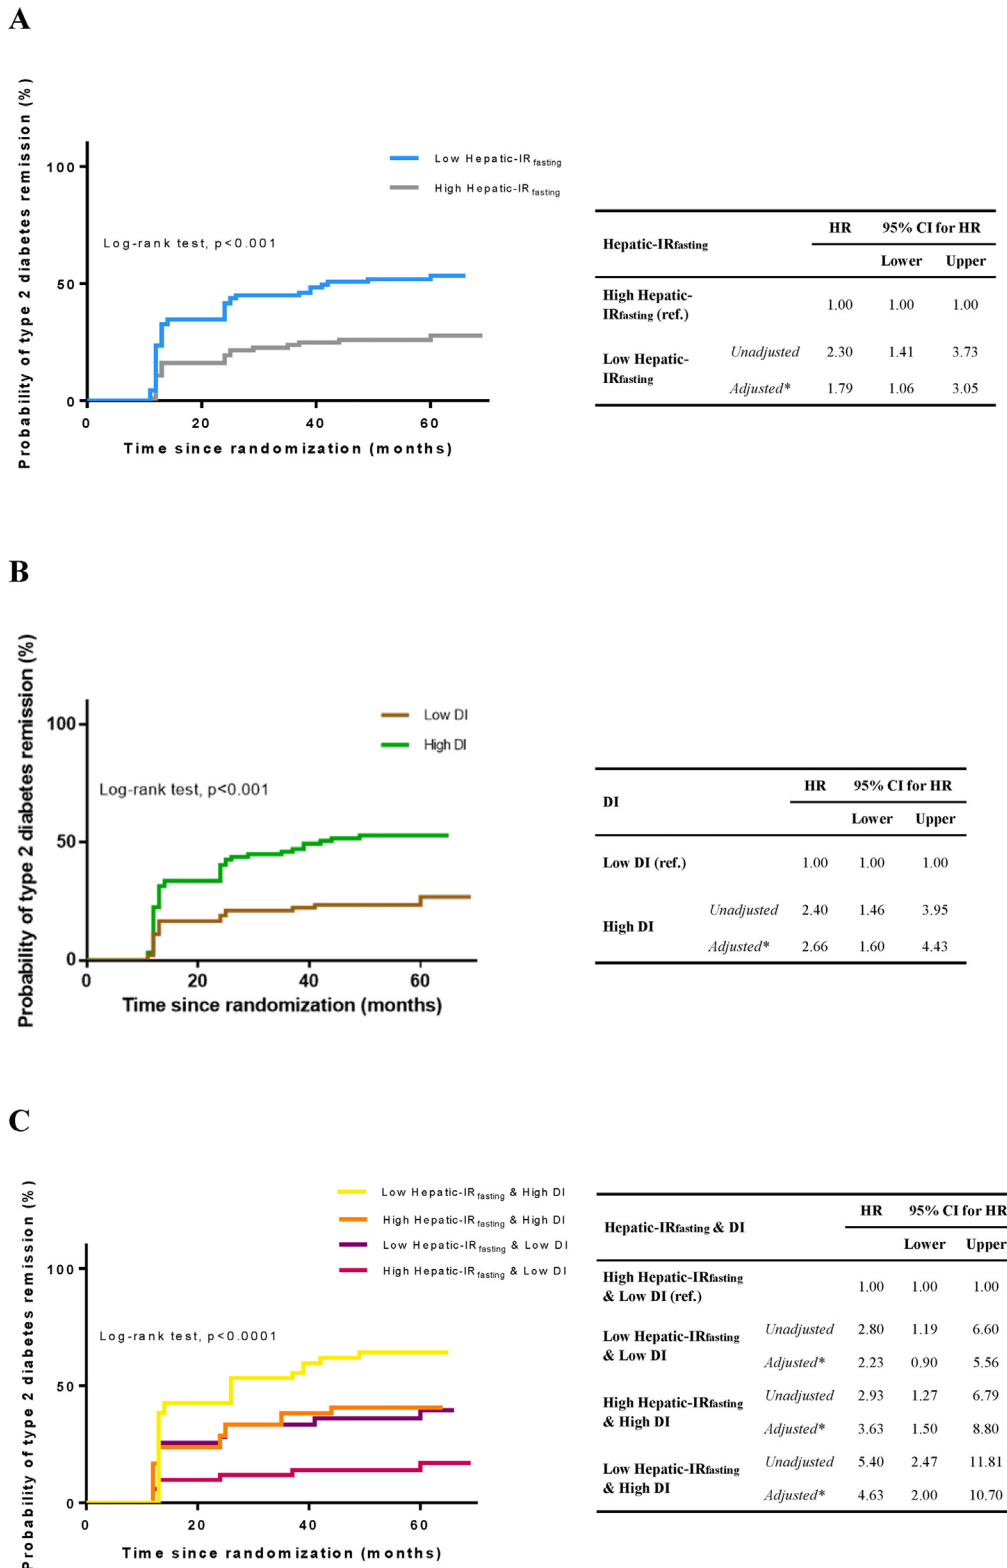 A
Probability of type 2 diabetes remission (%)
100
50
0
0 20 40 60
Time since randomization (months)
Low Hepatic-IRfasting
High Hepatic-IRfasting
Log-rank test, p<0.001
Hepatic-IRfasting HR 95% CI for HR
Lower Upper
High Hepatic-
IRfasting (ref.) 1.00 1.00 1.00
Low Hepatic-
IRfasting
Unadjusted 2.30 1.41 3.73
Adjusted* 1.79 1.06 3.05
B
Probability of type 2 diabetes remission (%)
100
50
0
0 20 40 60
Time since randomization (months)
Low DI
High DI
Log-rank test, p<0.001
DI HR 95% CI for HR
Lower Upper
Low DI (ref.) 1.00 1.00 1.00
High DI
Unadjusted 2.40 1.46 3.95
Adjusted* 2.66 1.60 4.43
C
Probability of type 2 diabetes remission (%)
100
50
0
0 20 40 60
Time since randomization (months)
Low Hepatic-IRfasting & High DI
High Hepatic-IRfasting & High DI
Low Hepatic-IRfasting & Low DI
High Hepatic-IRfasting & Low DI
Log-rank test, p<0.0001
Hepatic-IRfasting & DI HR 95% CI for HR
Lower Upper
High Hepatic-IRfasting
& Low DI (ref.) 1.00 1.00 1.00
Low Hepatic-IRfasting
& Low DI
Unadjusted 2.80 1.19 6.60
Adjusted* 2.23 0.90 5.56
High Hepatic-IRfasting
& High DI
Unadjusted 2.93 1.27 6.79
Adjusted* 3.63 1.50 8.80
Low Hepatic-IRfasting
& High DI
Unadjusted 5.40 2.47 11.81
Adjusted* 4.63 2.00 10.70